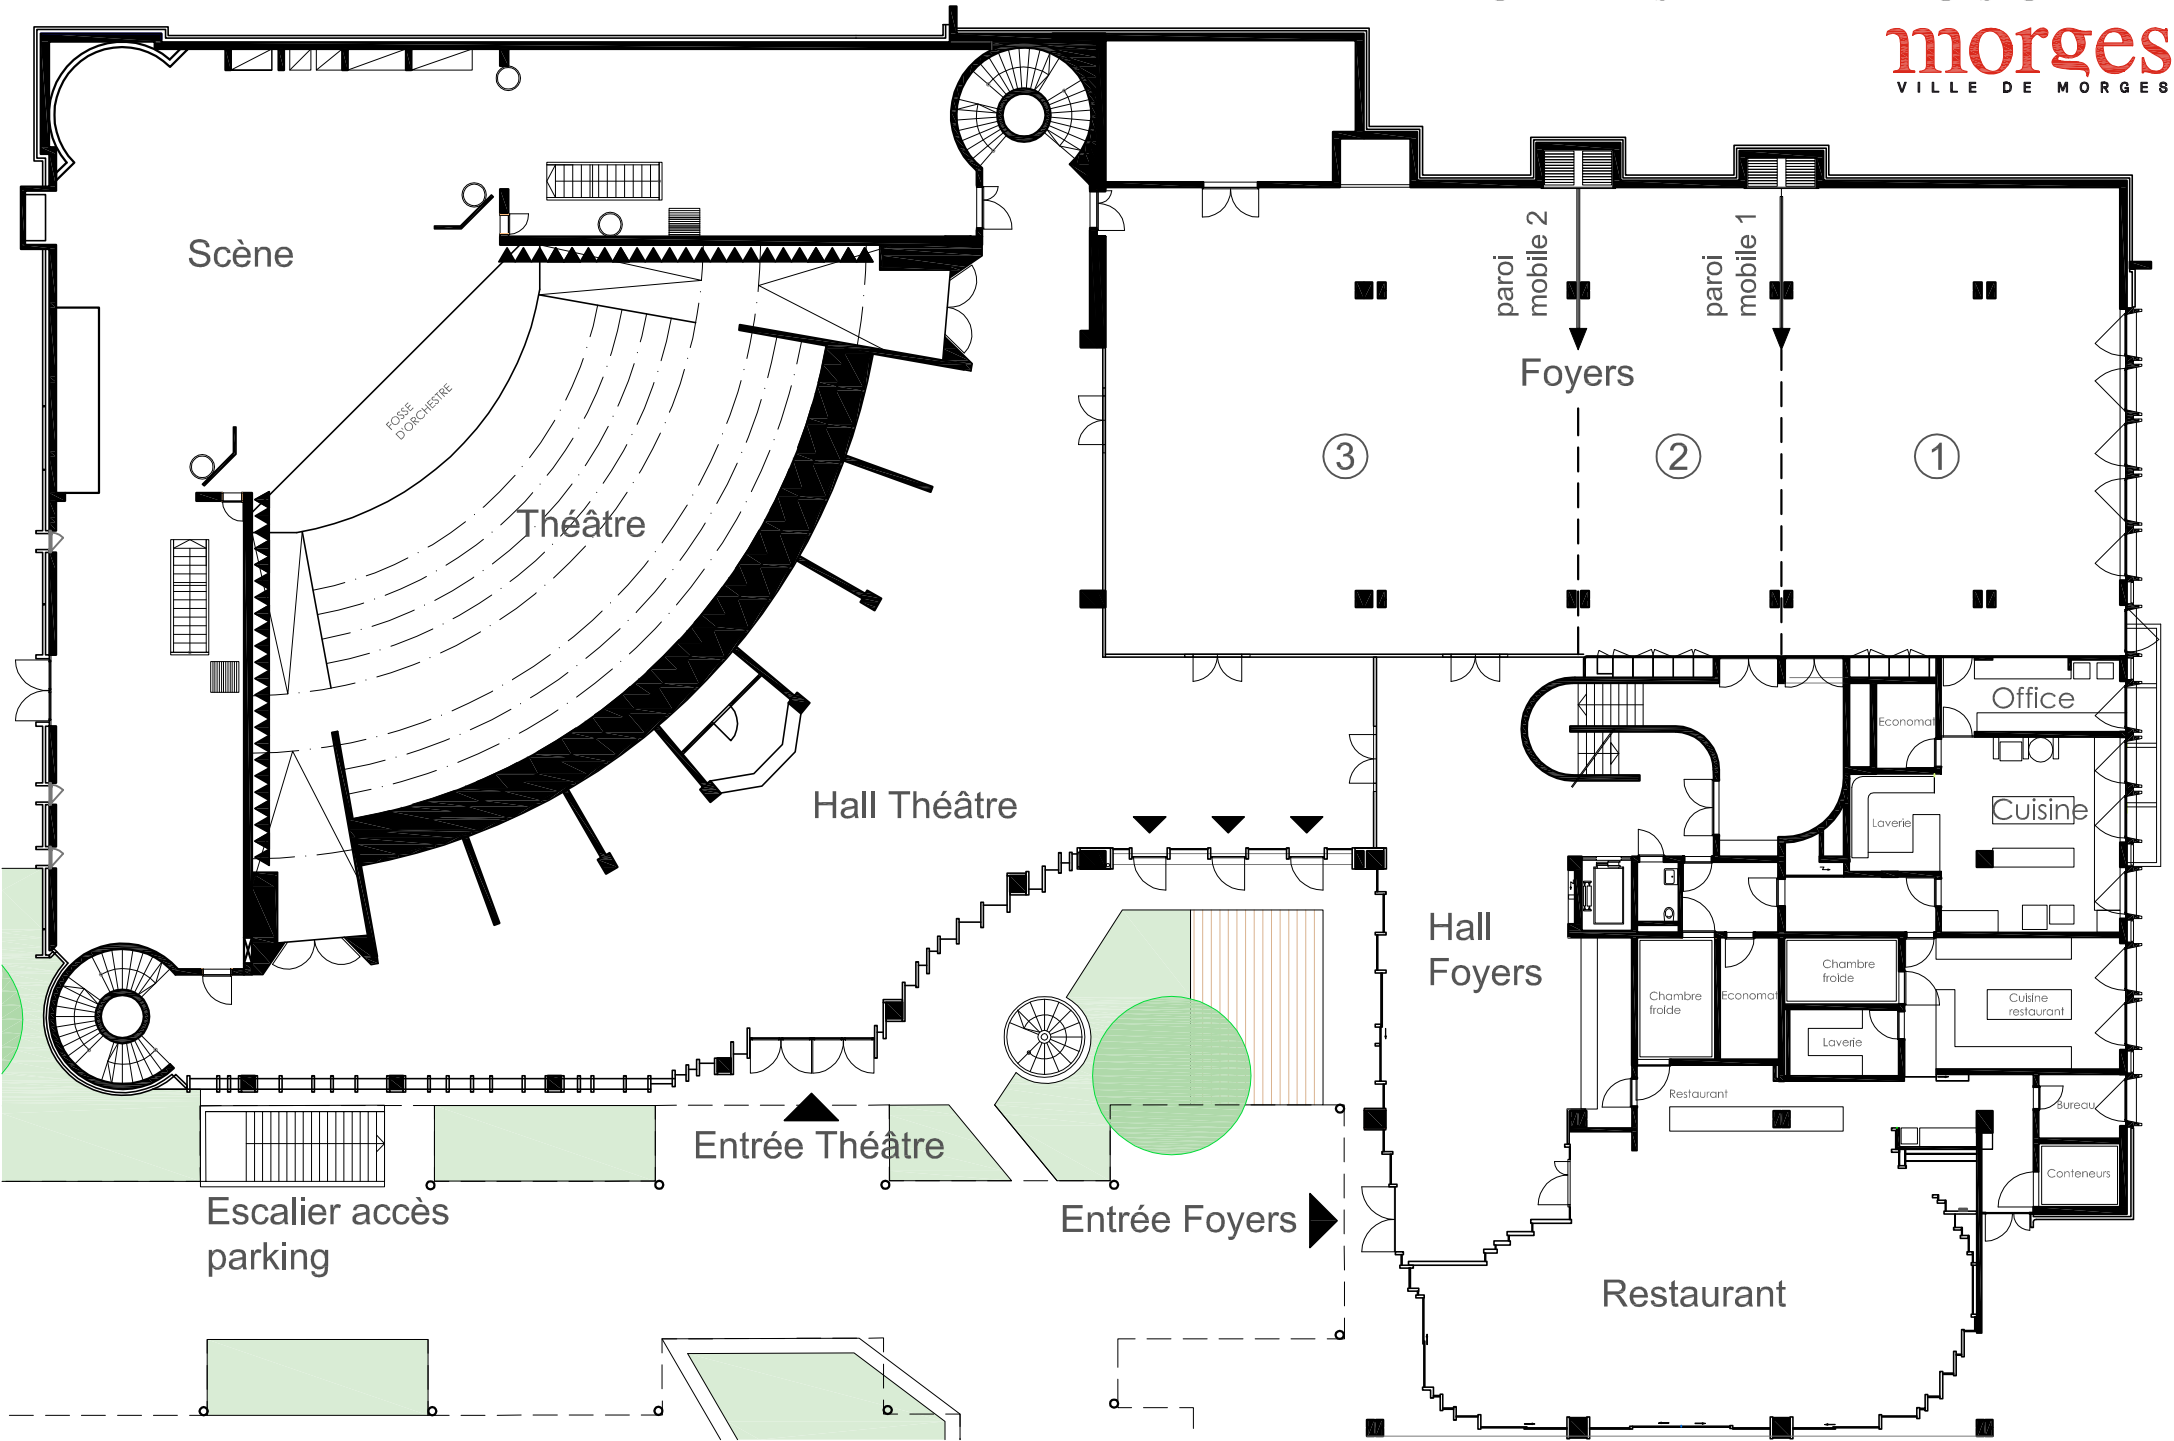 morges
VILLE DE MORGES
Scène
paroi
mobile 2
paroi
mobile 1
Foyers
FOSSE
D'ORCHESTRE
3
2
1
Théâtre
Office
Economat
Hall Théâtre
Cuisine
Laverie
Hall
Foyers
Chambre
froide
Chambre
froide
Economat
Cuisine
restaurant
Laverie
Restaurant
Bureau
Entrée Théâtre
Conteneurs
Escalier accès
parking
Entrée Foyers
Restaurant